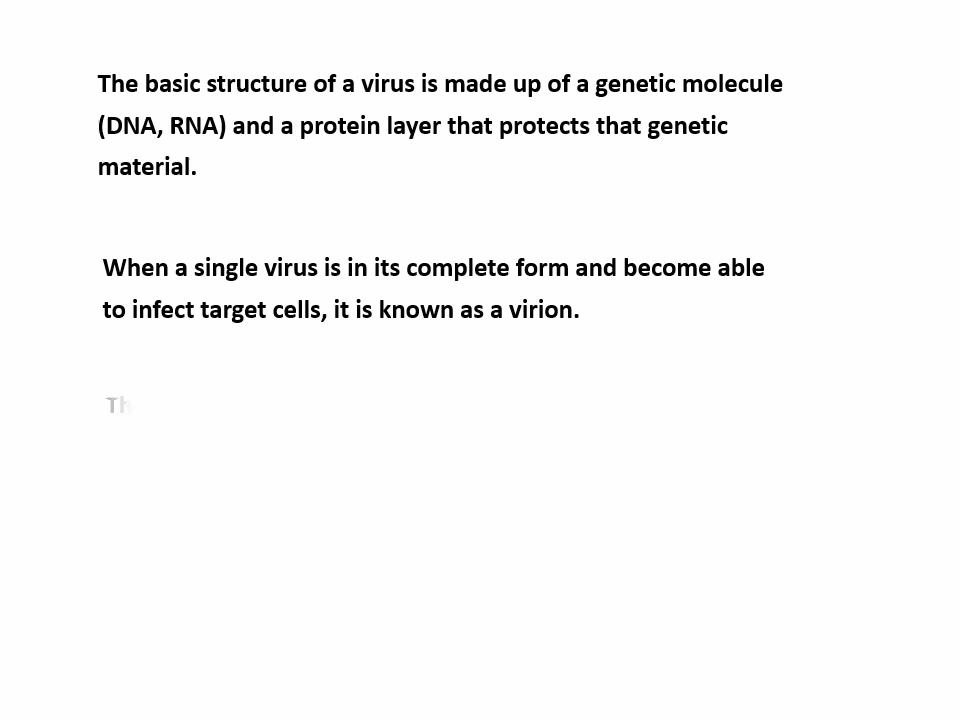 The basic structure of a virus is made up of a genetic molecule
(DNA, RNA) and a protein layer that protects that genetic
material.
When a single virus is in its complete form and become able
to infect target cells, it is known as a virion.
Th